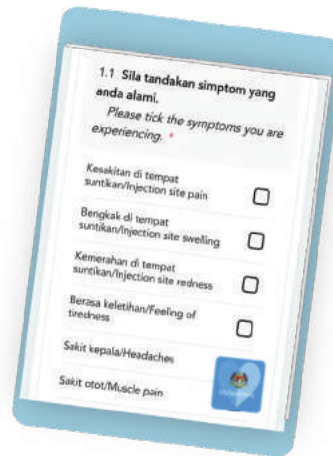 1.1 Sila tandakan simptom yang
anda alami.
Please tick the symptoms you are
experiencing. *
Kesakitan di tempat
suntikan/Injection site pain
Bengkak di tempat
suntikan/Injection site swelling
Kemerahan di tempat
suntikan/Injection site redness
Berasa keletihan/Feeling of
tiredness
Sakit kepala/Headaches
Sakit otot/Muscle pain